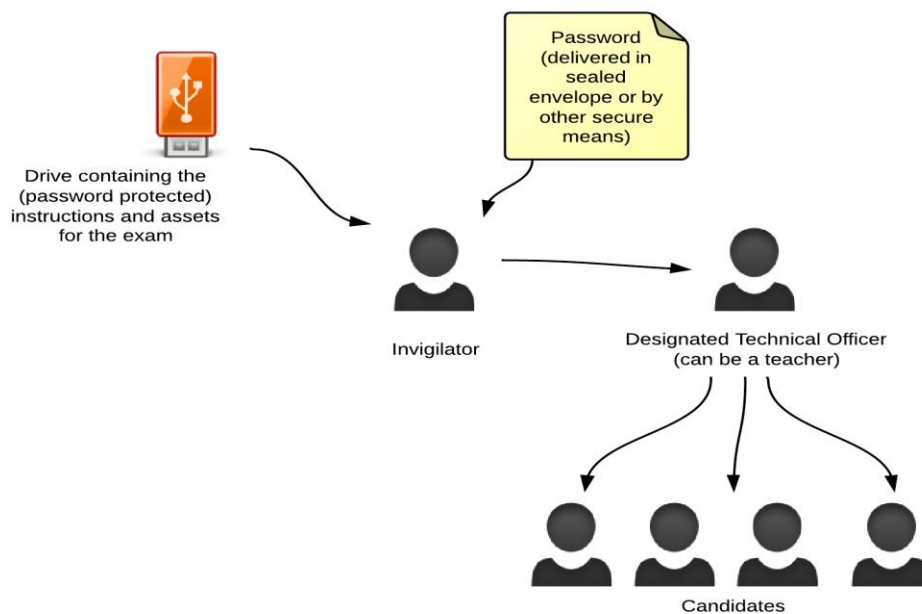 Password
(delivered in
sealed
envelope or by
other secure
means)
Drive containing the
(password protected)
instructions and assets
for the exam
Invigilator
Designated Technical Officer
(can be a teacher)
Candidates